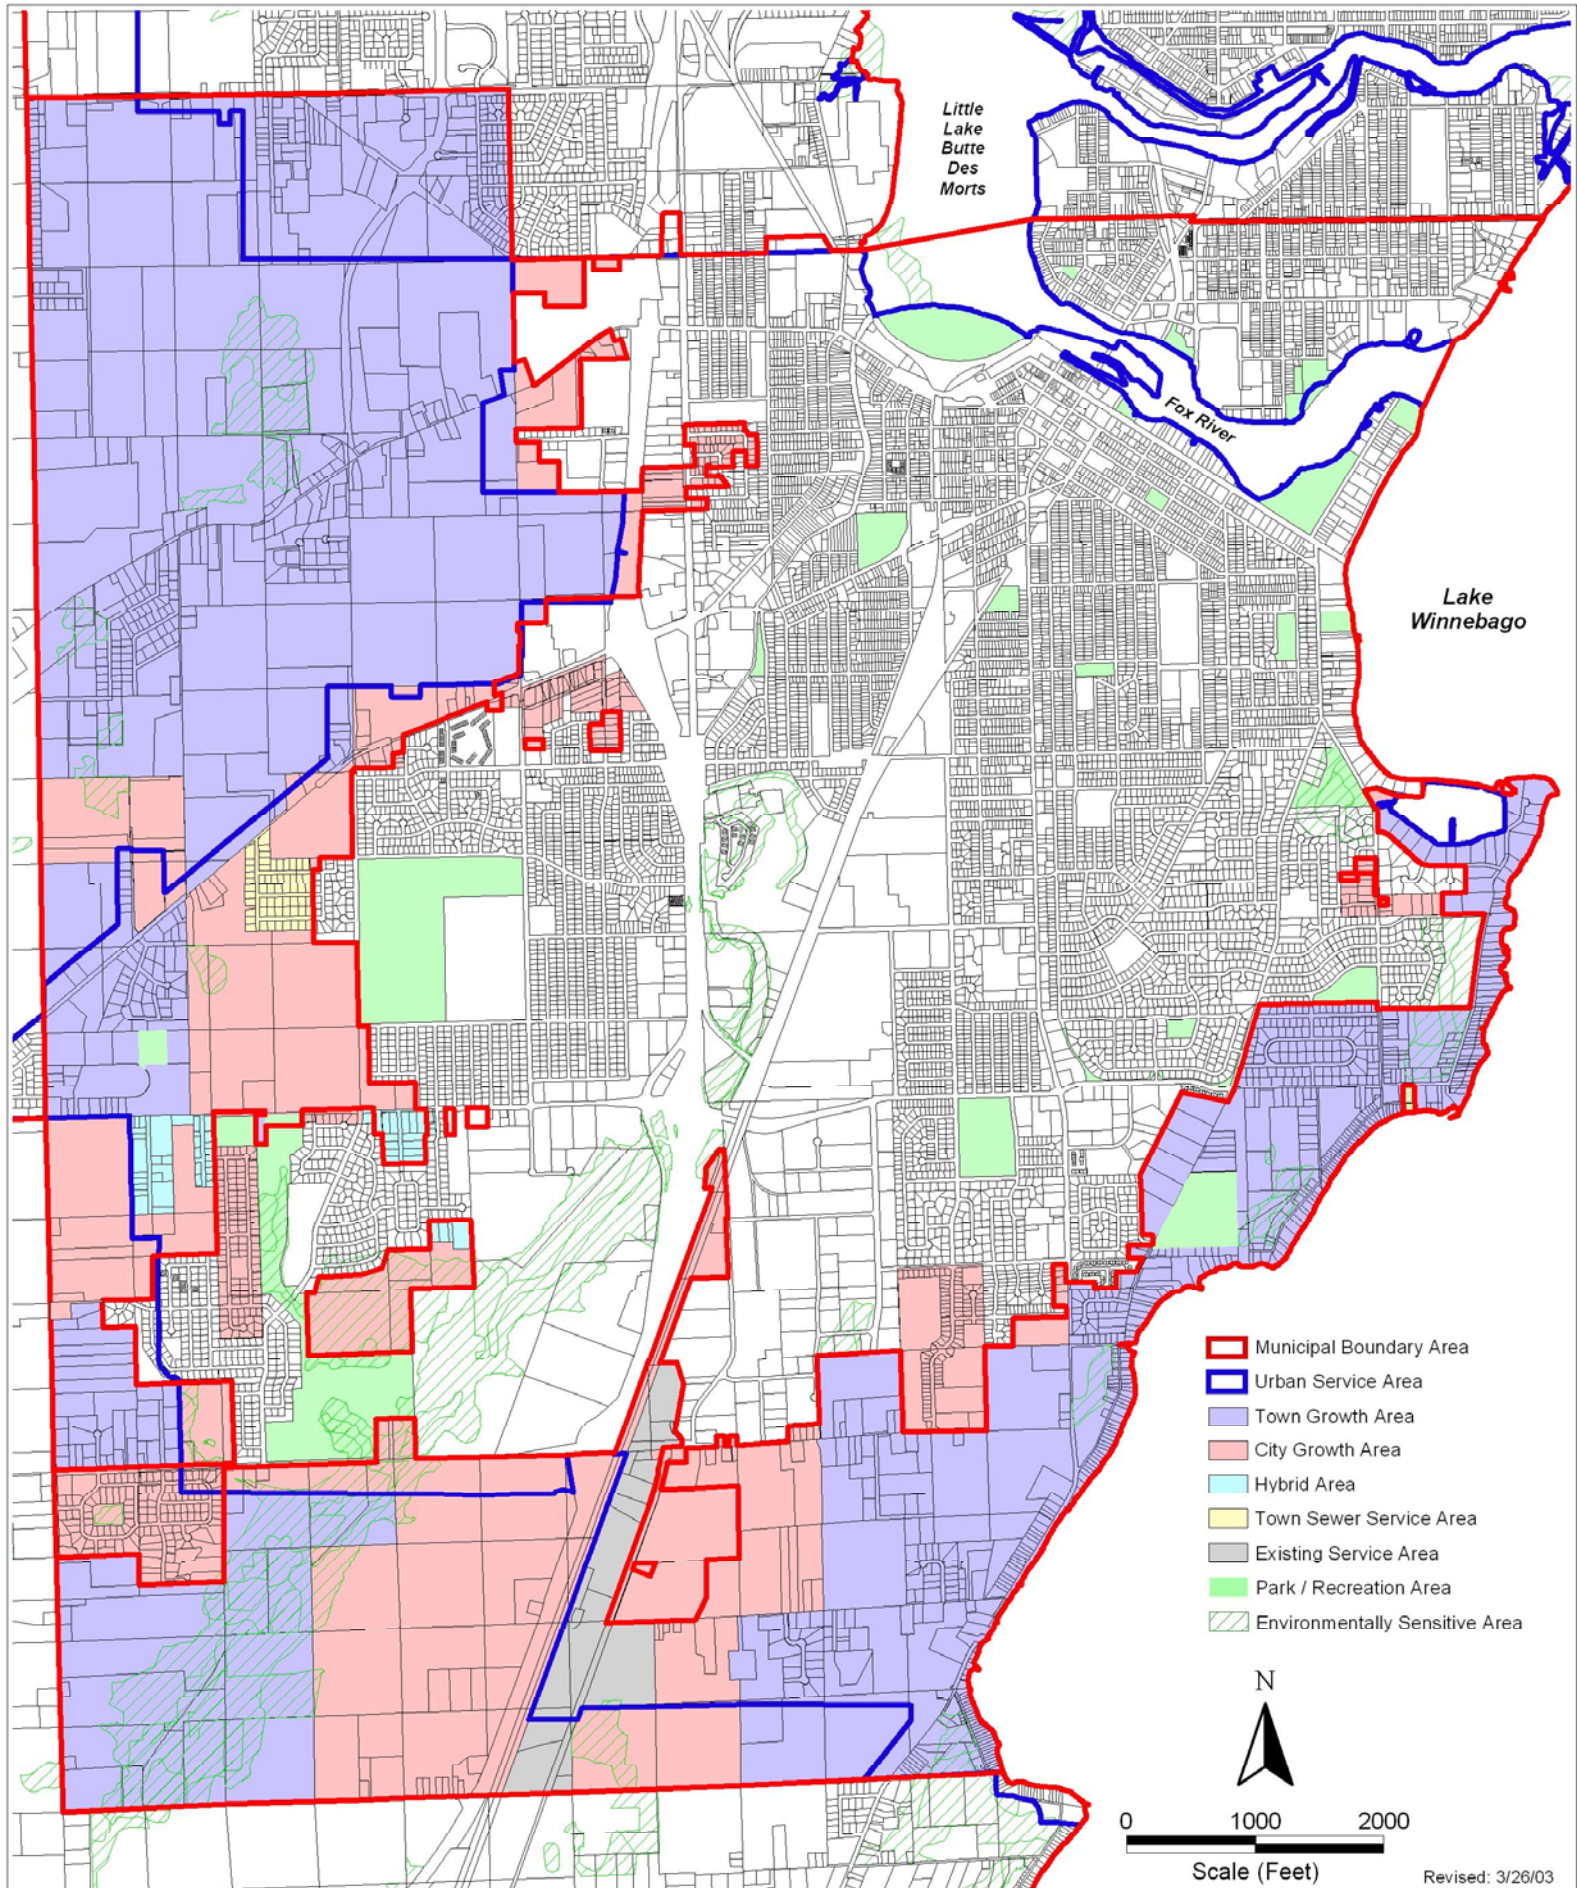 Little
Lake
Butte
Des
Morts
Fox River
Lake
Winnebago
Municipal Boundary Area
Urban Service Area
Town Growth Area
City Growth Area
Hybrid Area
Town Sewer Service Area
Existing Service Area
Park / Recreation Area
Environmentally Sensitive Area
N
0 1000 2000
Scale (Feet)
Revised: 3/26/03